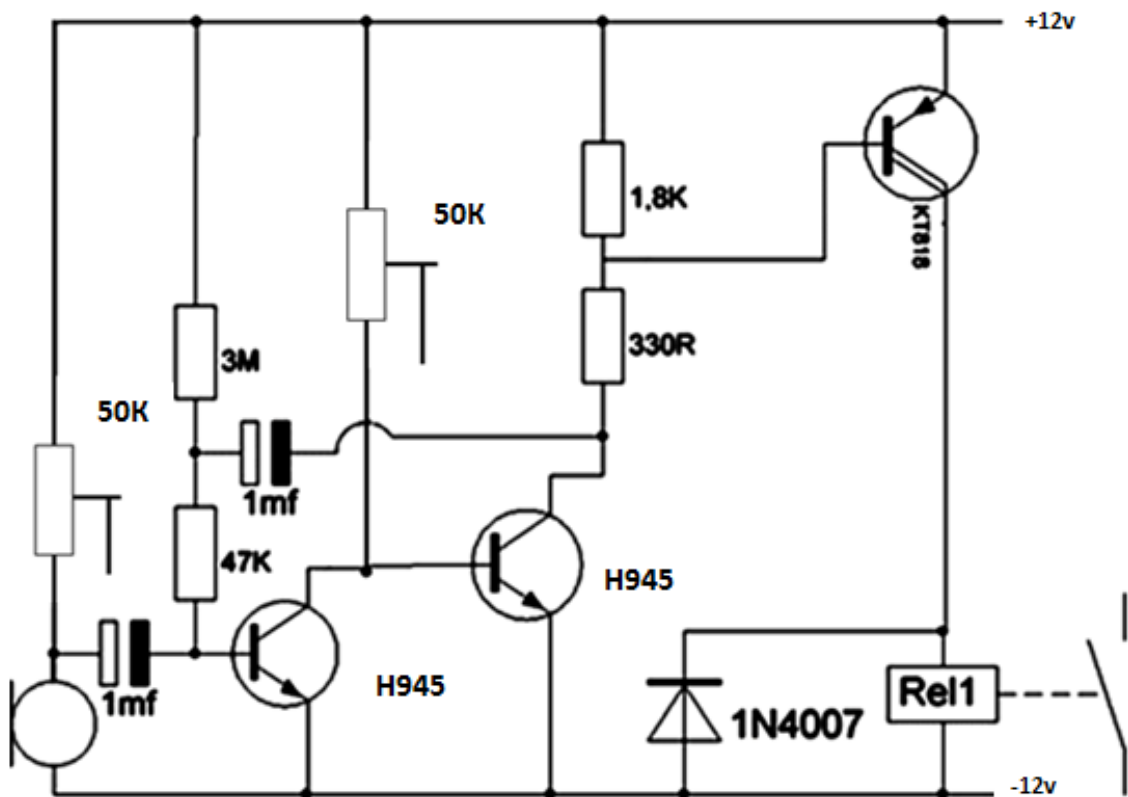 +12v
50K
1,8K
KT818
3M
330R
50K
1mf
47K
H945
H945
1mf
Rel1
1N4007
-12v